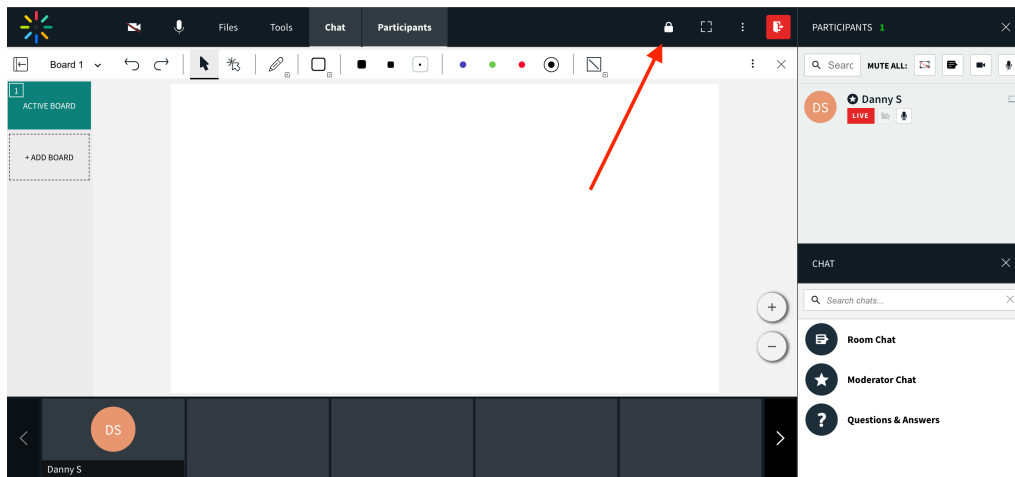 Files Tools Chat Participants
PARTICIPANTS 1
Board 1
Searc MUTE ALL:
1
ACTIVE BOARD
DS Danny S
LIVE
+ ADD BOARD
CHAT
Search chats...
Room Chat
Moderator Chat
? Questions & Answers
DS
Danny S